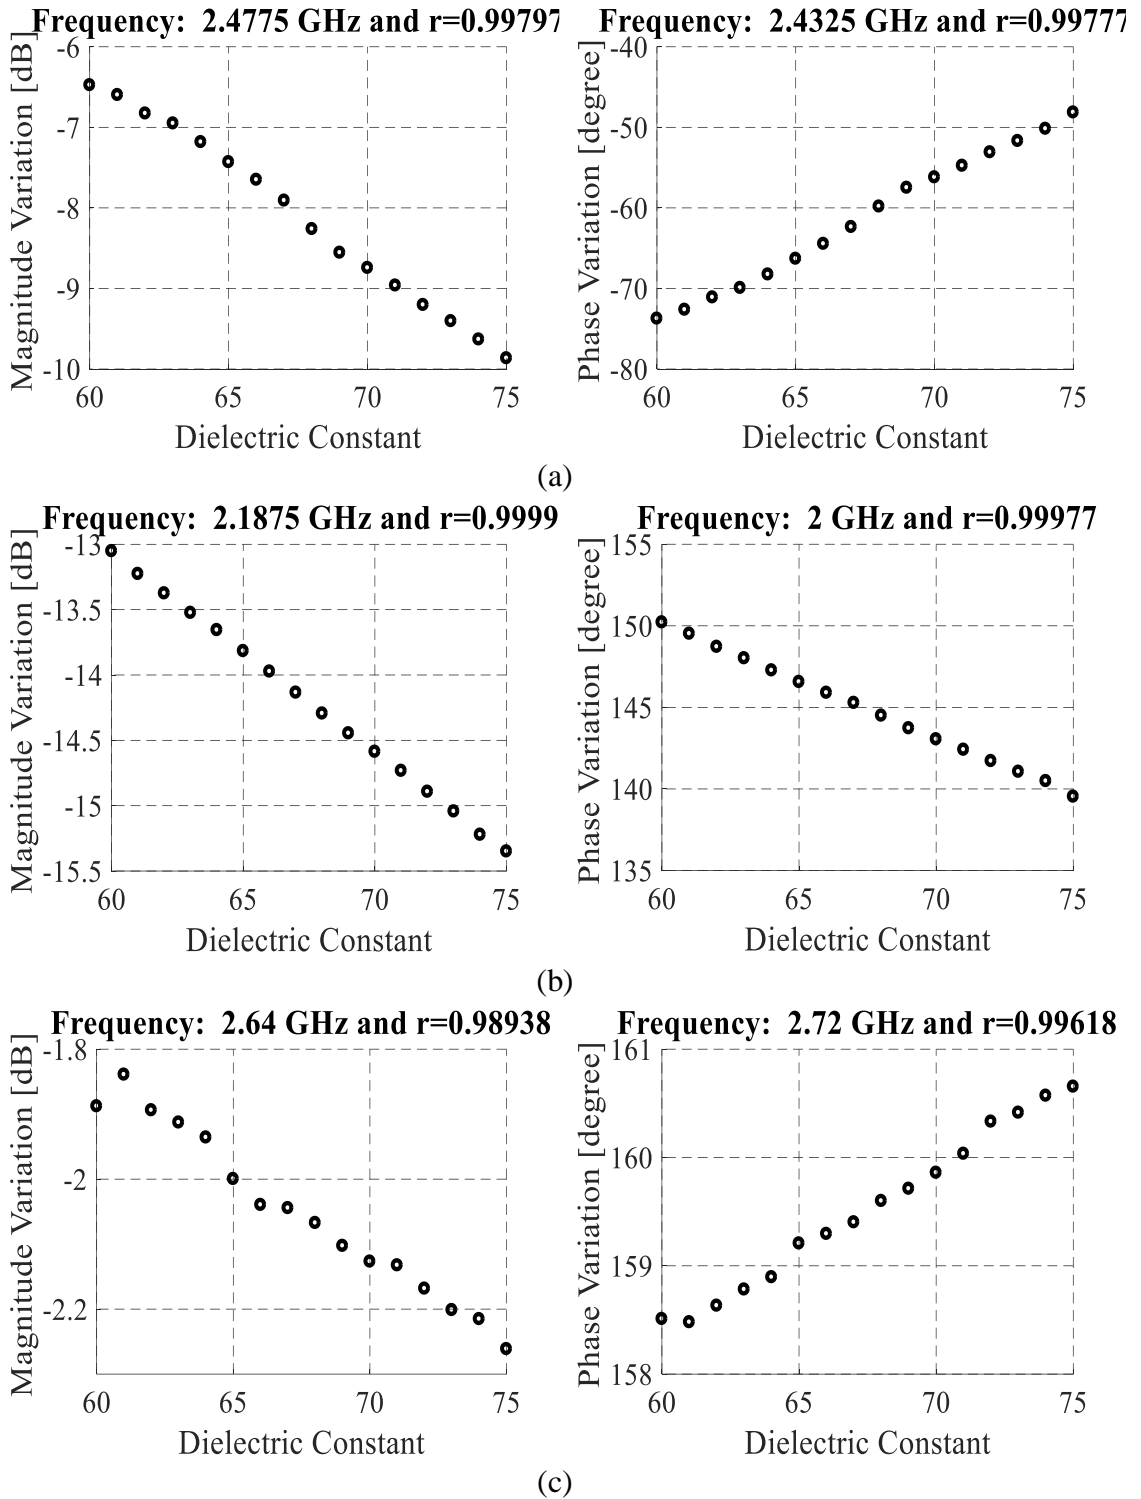 Frequency: 2.4775 GHz and r=0.99797
Magnitude Variation [dB]
-6
-7
-8
-9
-10
60 65 70 75
Dielectric Constant
Frequency: 2.4325 GHz and r=0.99777
Phase Variation [degree]
-40
-50
-60
-70
-80
60 65 70 75
Dielectric Constant
(a)
Frequency: 2.1875 GHz and r=0.9999
Magnitude Variation [dB]
-13
-13.5
-14
-14.5
-15
-15.5
60 65 70 75
Dielectric Constant
Frequency: 2 GHz and r=0.99977
Phase Variation [degree]
155
150
145
140
135
60 65 70 75
Dielectric Constant
(b)
Frequency: 2.64 GHz and r=0.98938
Magnitude Variation [dB]
-1.8
-2
-2.2
60 65 70 75
Dielectric Constant
Frequency: 2.72 GHz and r=0.99618
Phase Variation [degree]
161
160
159
158
60 65 70 75
Dielectric Constant
(c)